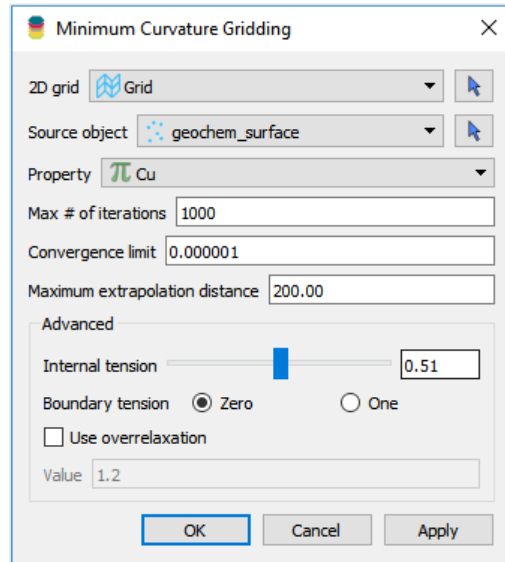 Minimum Curvature Gridding
2D grid Grid
Source object geochem_surface
Property π Cu
Max # of iterations 1000
Convergence limit 0.000001
Maximum extrapolation distance 200.00
Advanced
Internal tension 0.51
Boundary tension Zero One
Use overrelaxation
Value 1.2
OK Cancel Apply